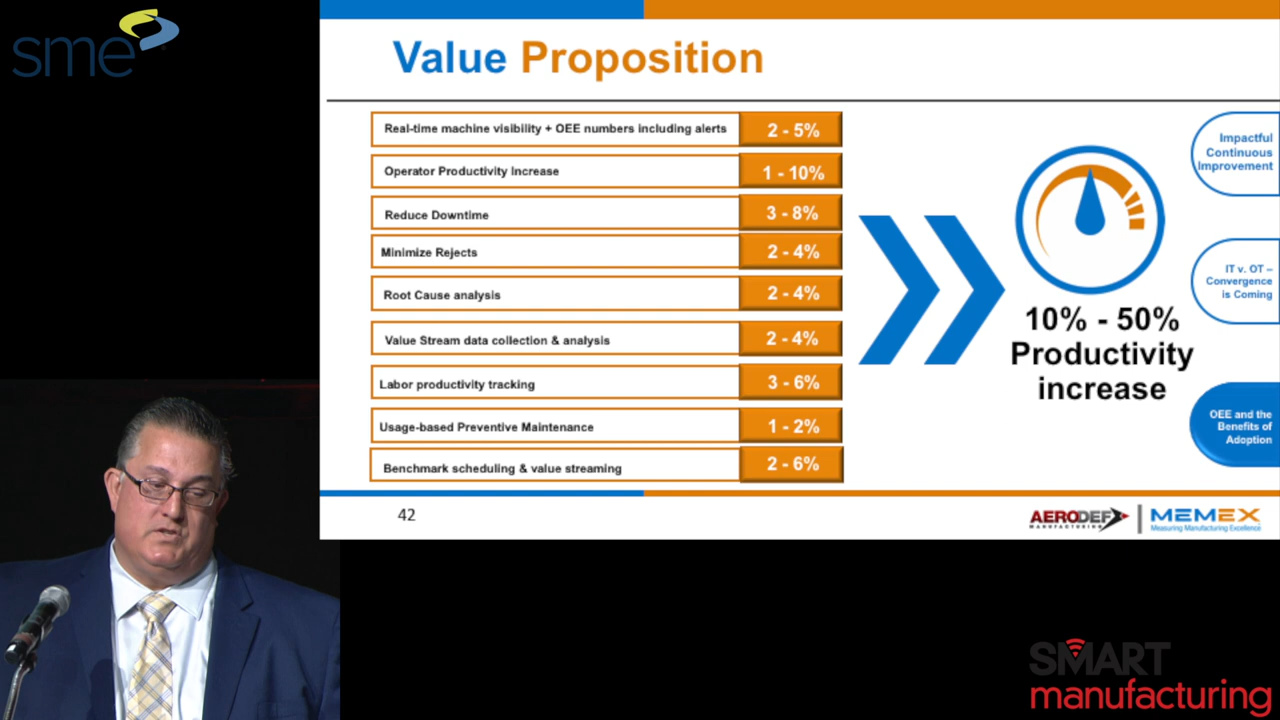 sme
Value Proposition
Real-time machine visibility + OEE numbers including alerts 2 - 5%
Operator Productivity Increase 1 - 10%
Reduce Downtime 3 - 8%
Minimize Rejects 2 - 4%
Root Cause analysis 2 - 4%
Value Stream data collection & analysis 2 - 4%
Labor productivity tracking 3 - 6%
Usage-based Preventive Maintenance 1 - 2%
Benchmark scheduling & value streaming 2 - 6%
10% - 50%
Productivity
increase
Impactful
Continuous
Improvement
IT v. OT –
Convergence
is Coming
OEE and the
Benefits of
Adoption
42
AERODEF
MANUFACTURING
MEMEX
Measuring Manufacturing Excellence
SMART
manufacturing